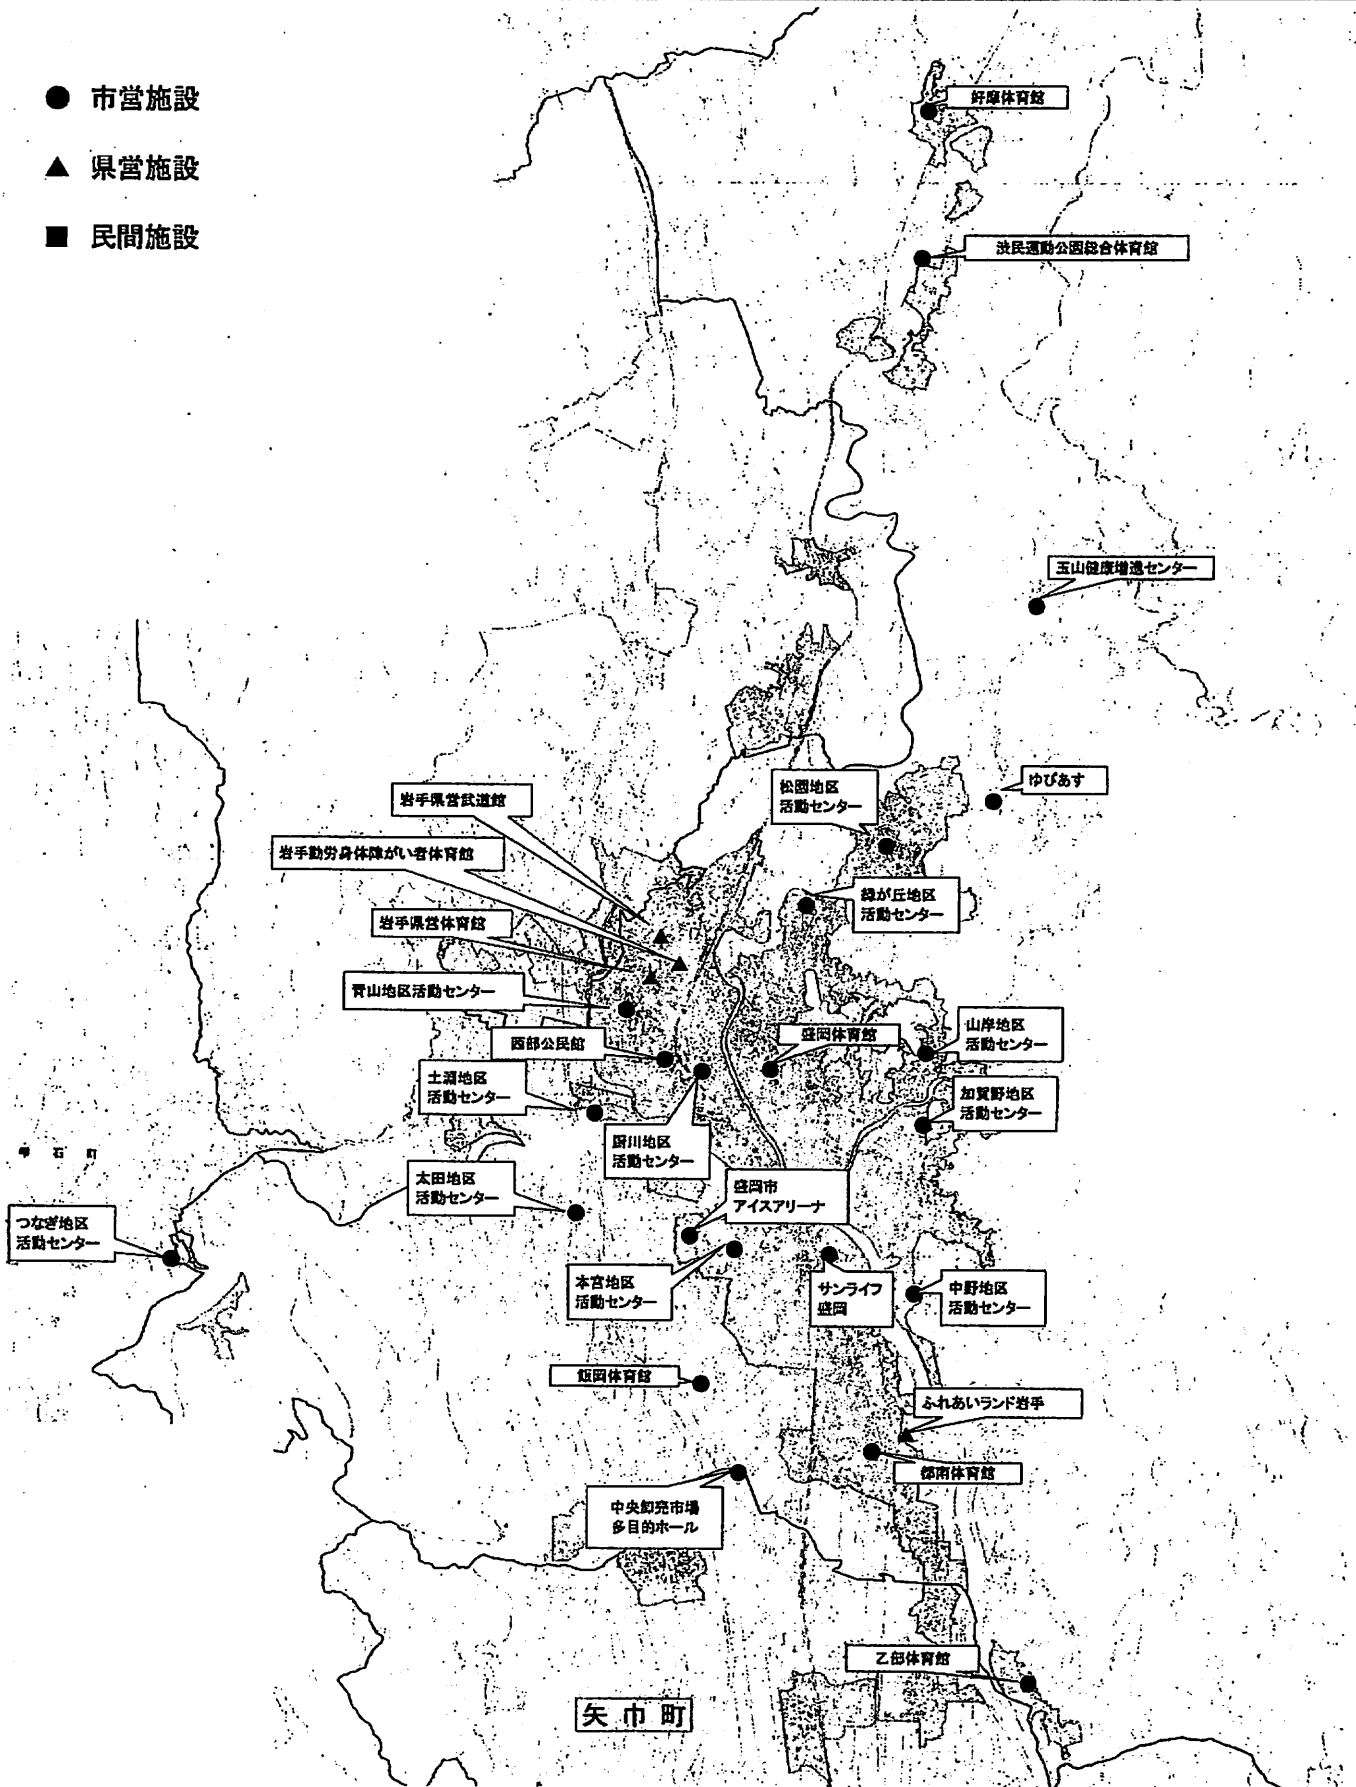 市営施設
県営施設
民間施設
好摩体育館
渋民運動公園総合体育館
玉山健康増進センター
ゆぴあす
松園地区
活動センター
岩手県営武道館
岩手勤労身体障がい者体育館
緑が丘地区
活動センター
岩手県営体育館
青山地区活動センター
山岸地区
活動センター
盛岡体育館
西部公民館
土淵地区
活動センター
加賀野地区
活動センター
厨川地区
活動センター
雫石町
太田地区
活動センター
盛岡市
アイスアリーナ
つなぎ地区
活動センター
本宮地区
活動センター
サンライフ
盛岡
中野地区
活動センター
飯岡体育館
ふれあいランド岩手
都南体育館
中央卸売市場
多目的ホール
乙部体育館
矢巾町